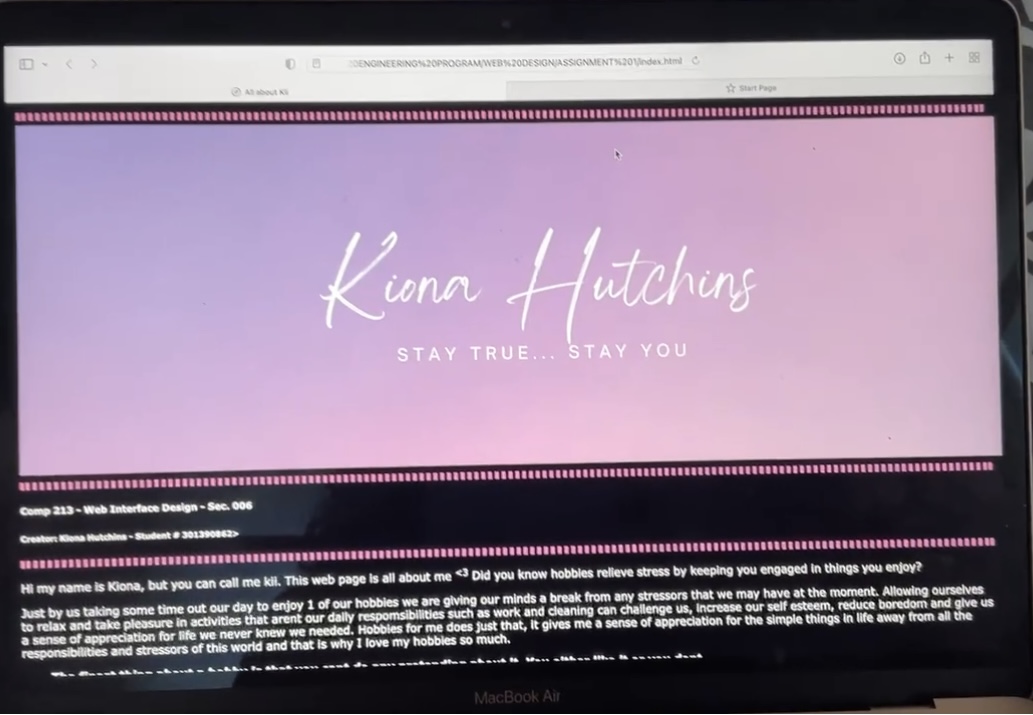 ENGINEERING%20PROGRAM/WEB%20DESIGN/ASSIGNMENT%201/index.html
All about Kii
Start Page
Kiona Hutchins
STAY TRUE... STAY YOU
Comp 213 - Web Interface Design - Sec. 006
Creator: Kiona Hutchins - Student # 301390862>
Hi my name is Kiona, but you can call me kii. This web page is all about me <3 Did you know hobbies relieve stress by keeping you engaged in things you enjoy?
Just by us taking some time out our day to enjoy 1 of our hobbies we are giving our minds a break from any stressors that we may have at the moment. Allowing ourselves
to relax and take pleasure in activities that arent our daily respomsibilities such as work and cleaning can challenge us, increase our self esteem, reduce boredom and give us
a sense of appreciation for life we never knew we needed. Hobbies for me does just that, it gives me a sense of appreciation for the simple things in life away from all the
responsibilities and stressors of this world and that is why I love my hobbies so much.
MacBook Air